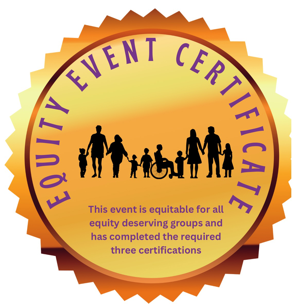 EQUITY EVENT CERTIFICATE
This event is equitable for all
equity deserving groups and
has completed the required
three certifications